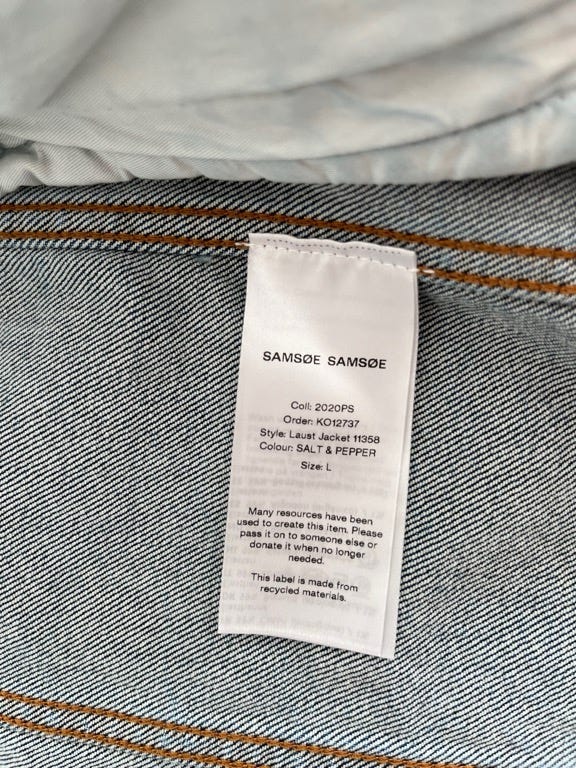 SAMSØE SAMSØE
Coll: 2020PS
Order: KO12737
Style: Laust Jacket 11358
Colour: SALT & PEPPER
Size: L
Many resources have been
used to create this item. Please
pass it on to someone else or
donate it when no longer
needed.
This label is made from
recycled materials.